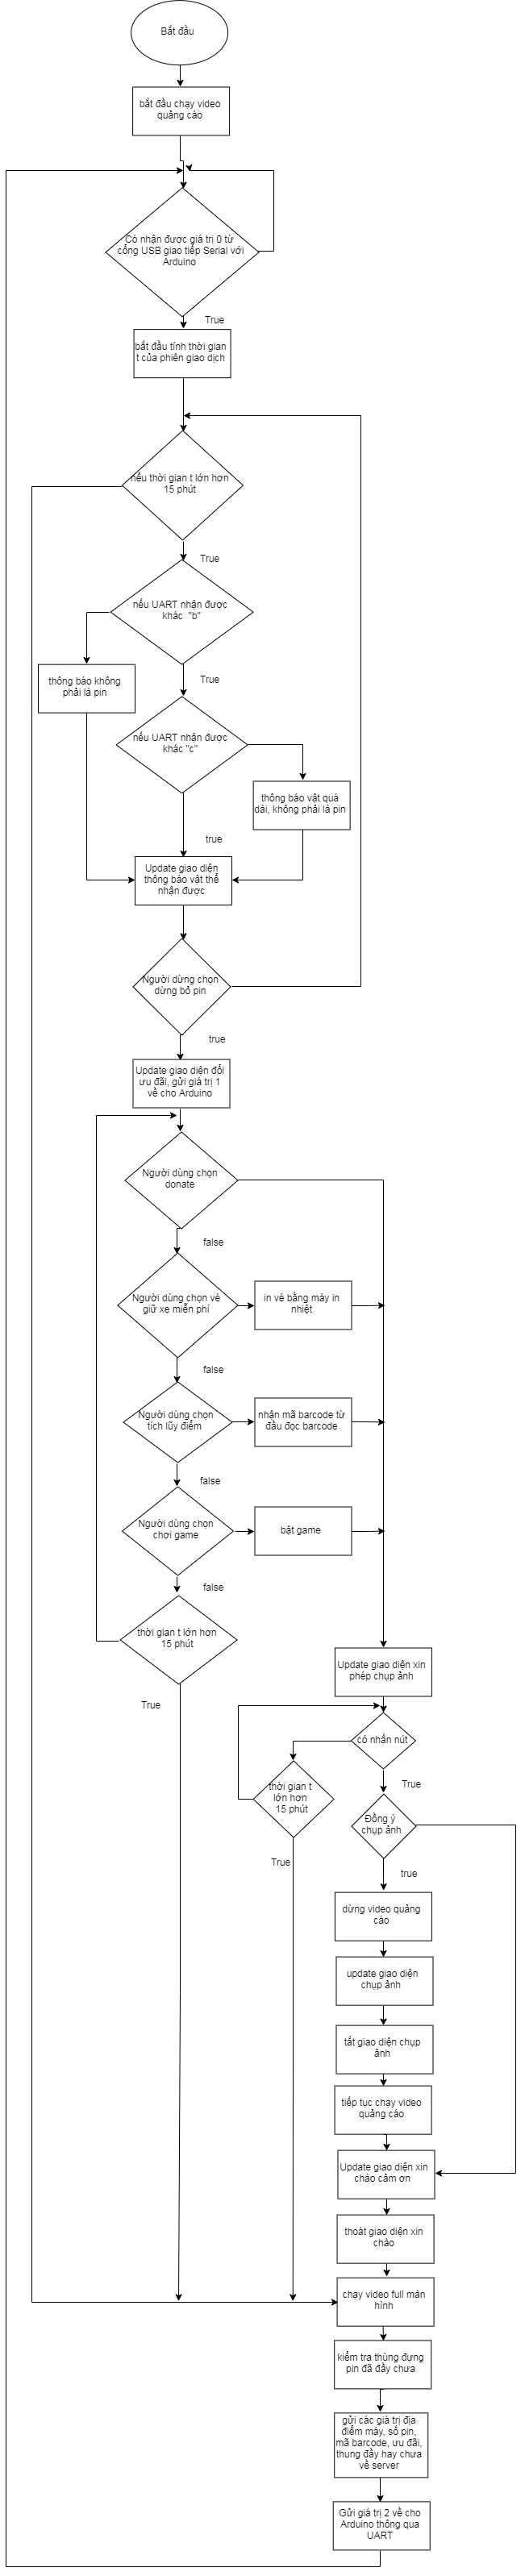 Bắt đầu
bắt đầu chạy video
quảng cáo
Có nhận được giá trị 0 từ
cổng USB giao tiếp Serial với
Arduino
True
bắt đầu tính thời gian
t của phiên giao dịch
nếu thời gian t lớn hơn
15 phút
True
nếu UART nhận được
khác "b"
True
thông báo không
phải là pin
nếu UART nhận được
khác "c"
thông báo vật quá
dài, không phải là pin
true
Update giao diện
thông báo vật thể
nhận được
Người dừng chọn
dừng bỏ pin
true
Update giao diện đổi
ưu đãi, gửi giá trị 1
về cho Arduino
Người dùng chọn
donate
false
Người dùng chọn vé
giữ xe miễn phí
in vé bằng máy in
nhiệt
false
Người dùng chọn
tích lũy điểm
nhận mã barcode từ
đầu đọc barcode
false
Người dùng chọn
chơi game
bật game
false
thời gian t lớn hơn
15 phút
Update giao diện xin
phép chụp ảnh
True
có nhấn nút
thời gian t
lớn hơn
15 phút
True
Đồng ý
chụp ảnh
True
true
dừng video quảng
cáo
update giao diện
chụp ảnh
tắt giao diện chụp
ảnh
tiếp tục chạy video
quảng cáo
Update giao diện xin
chào cảm ơn
thoát giao diện xin
chào
chạy video full màn
hình
kiểm tra thùng đựng
pin đã đầy chưa
gửi các giá trị địa
điểm máy, số pin,
mã barcode, ưu đãi,
thung đầy hay chưa
về server
Gửi giá trị 2 về cho
Arduino thông qua
UART